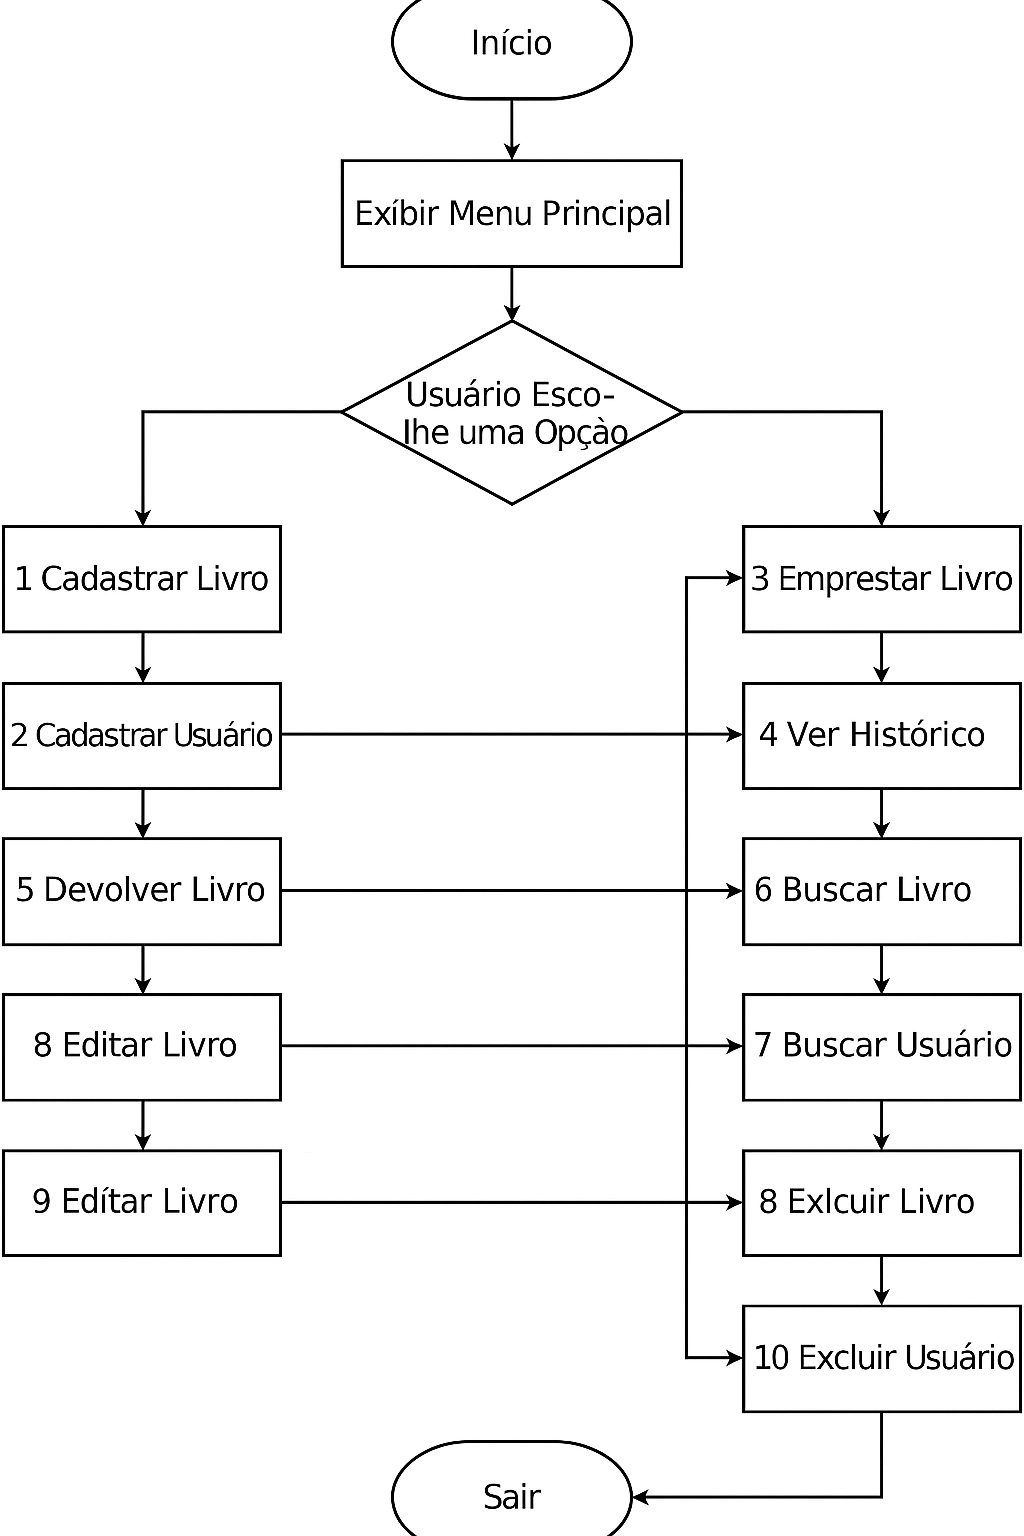 Início
Exíbir Menu Principal
Usuário Esco-
lhe uma Opçào
1 Cadastrar Livro
3 Emprestar Livro
2 Cadastrar Usuário
4 Ver Histórico
5 Devolver Livro
6 Buscar Livro
8 Editar Livro
7 Buscar Usuário
9 Edítar Livro
8 Exlcuir Livro
10 Excluir Usuário
Sair